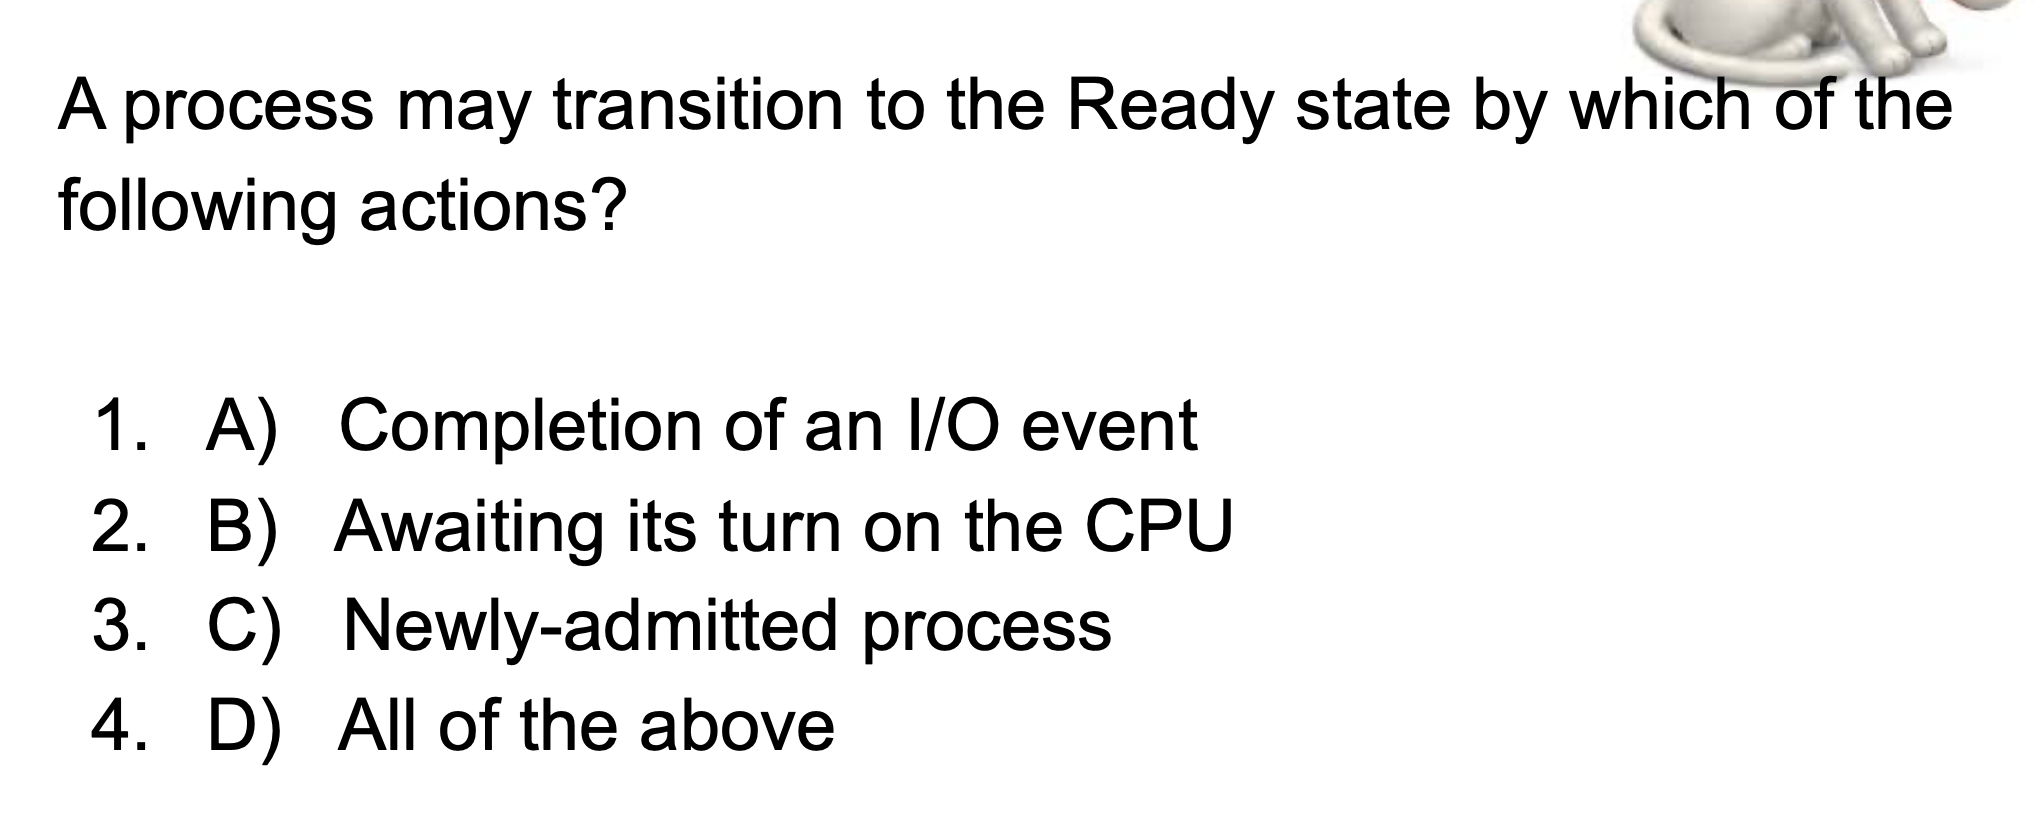 A process may transition to the Ready state by which of the
following actions?
1. A) Completion of an I/O event
2. B) Awaiting its turn on the CPU
3. C) Newly-admitted process
4. D) All of the above